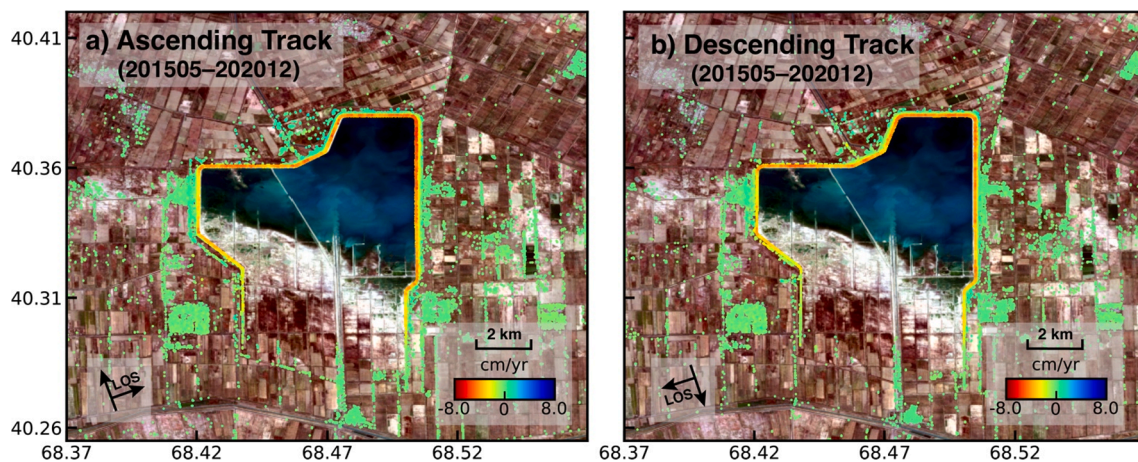 a) Ascending Track
(201505–202012)
b) Descending Track
(201505–202012)
40.41
40.36
40.31
40.26
2 km
cm/yr
-8.0 0 8.0
LOS
2 km
cm/yr
-8.0 0 8.0
LOS
68.37 68.42 68.47 68.52
68.37 68.42 68.47 68.52